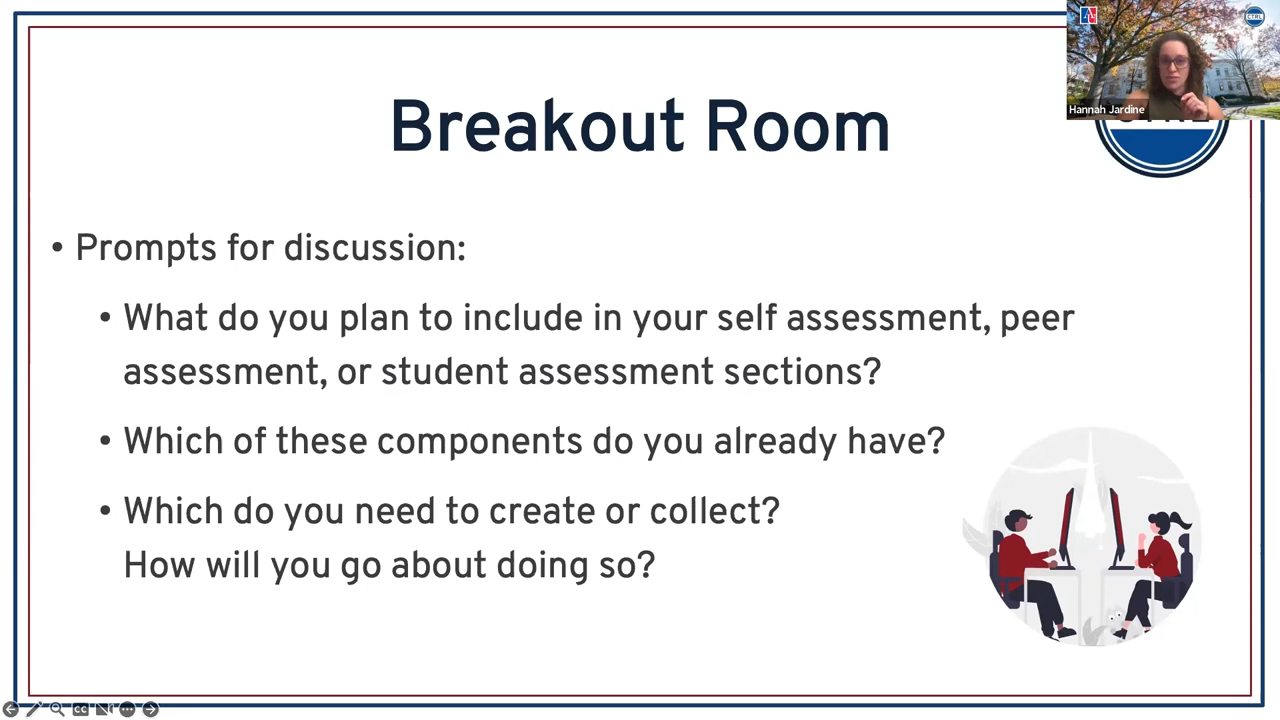 Breakout Room
Hannah Jardine
CTRL
• Prompts for discussion:
• What do you plan to include in your self assessment, peer
assessment, or student assessment sections?
• Which of these components do you already have?
• Which do you need to create or collect?
How will you go about doing so?
CC